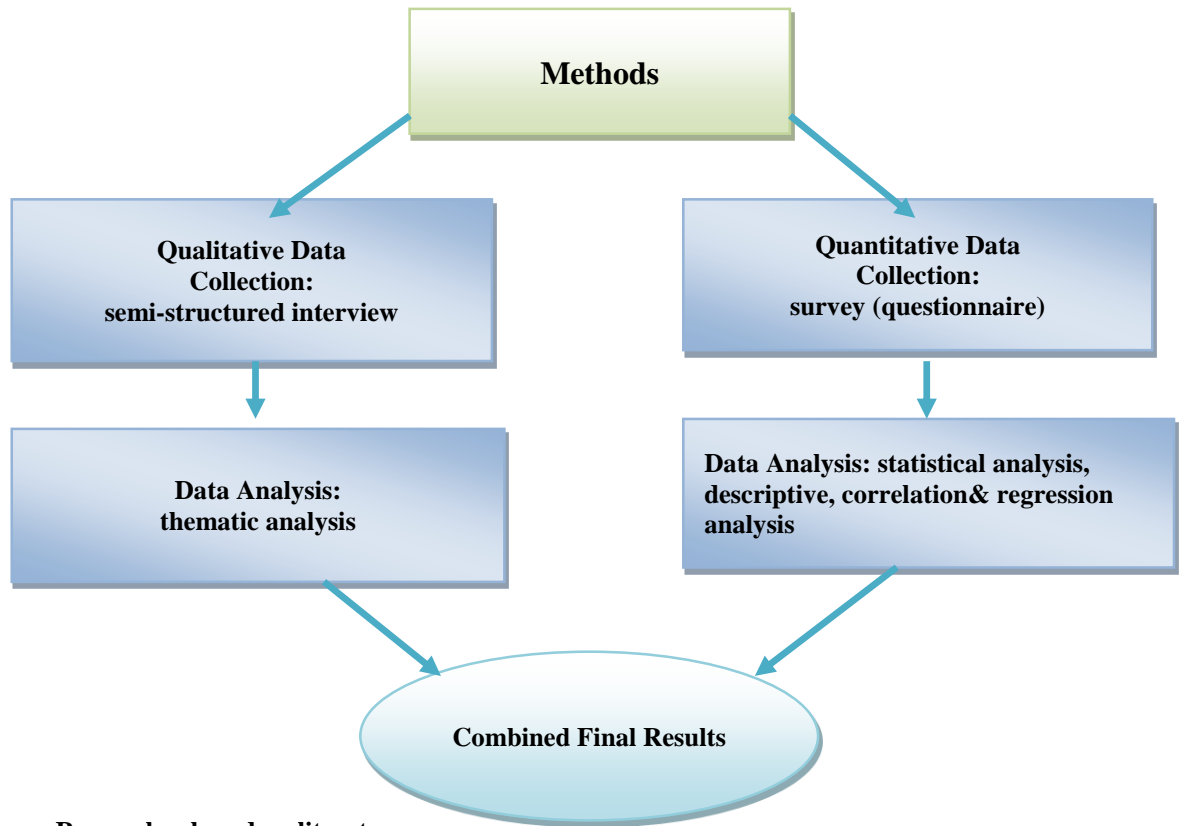 Methods
Qualitative Data
Collection:
semi-structured interview
Quantitative Data
Collection:
survey (questionnaire)
Data Analysis:
thematic analysis
Data Analysis: statistical analysis,
descriptive, correlation& regression
analysis
Combined Final Results